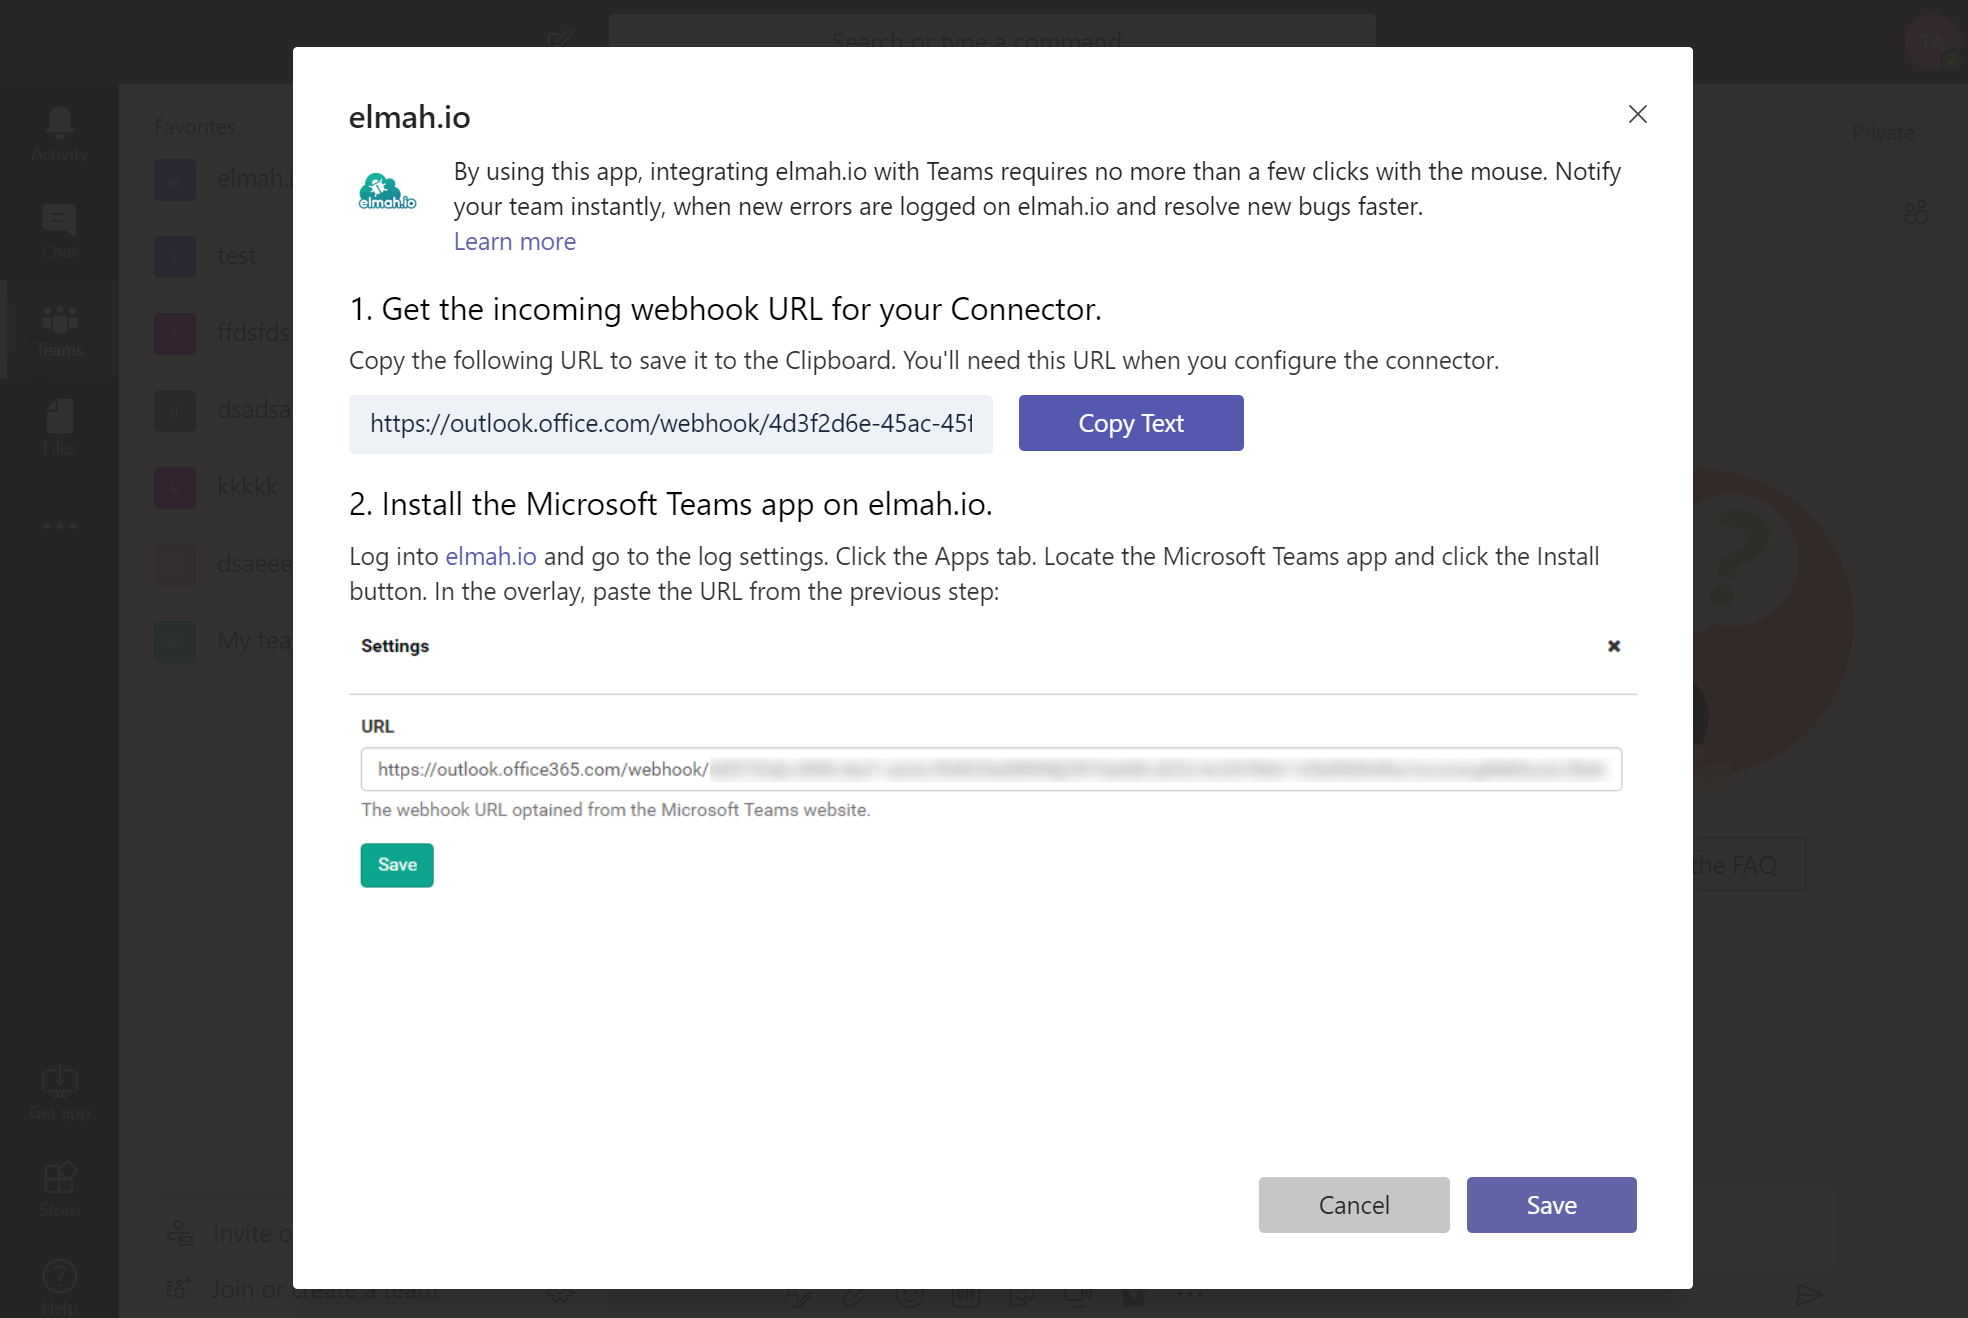 Search or type a command
TA
Activity
Chat
Teams
Files
Get app
Store
Help
Favorites
elmah.i
test
ffdsfds
dsadsa
kkkkk
dsaeee
MT
My tea
Invite o
Join or create a team
Private
the FAQ
elmah.io
elmah.io
By using this app, integrating elmah.io with Teams requires no more than a few clicks with the mouse. Notify
your team instantly, when new errors are logged on elmah.io and resolve new bugs faster.
Learn more
1. Get the incoming webhook URL for your Connector.
Copy the following URL to save it to the Clipboard. You'll need this URL when you configure the connector.
https://outlook.office.com/webhook/4d3f2d6e-45ac-45f
Copy Text
2. Install the Microsoft Teams app on elmah.io.
Log into elmah.io and go to the log settings. Click the Apps tab. Locate the Microsoft Teams app and click the Install
button. In the overlay, paste the URL from the previous step:
Settings
URL
https://outlook.office365.com/webhook/
The webhook URL optained from the Microsoft Teams website.
Save
Cancel
Save